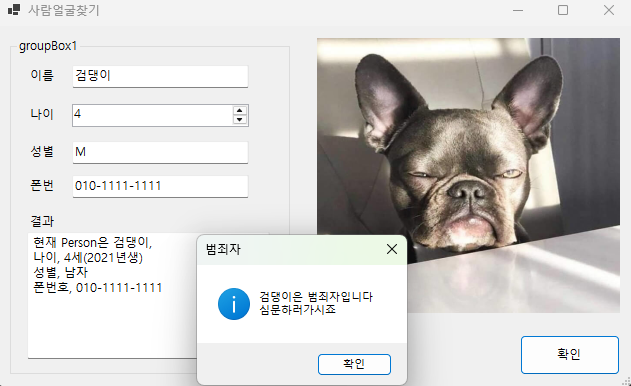 사람얼굴찾기
groupBox1
이름 검댕이
나이 4
성별 M
폰번 010-1111-1111
결과
현재 Person은 검댕이,
나이, 4세(2021년생)
성별, 남자
폰번호, 010-1111-1111
범죄자
검댕이은 범죄자입니다
심문하러가시죠
확인
확인